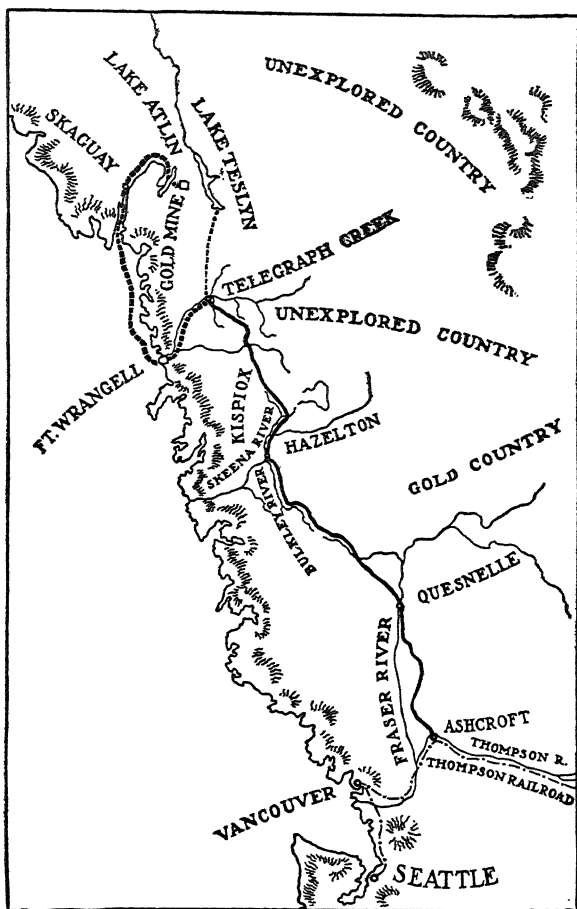 UNEXPLORED COUNTRY
LAKE ATLIN
LAKE TESLYN
SKAGUAY
GOLD MINE
TELEGRAPH CREEK
UNEXPLORED COUNTRY
FT. WRANGELL
KISPIOX
HAZELTON
SKEENA RIVER
GOLD COUNTRY
BULKLEY RIVER
QUESNELLE
FRASER RIVER
ASHCROFT
THOMPSON R.
THOMPSON RAILROAD
VANCOUVER
SEATTLE